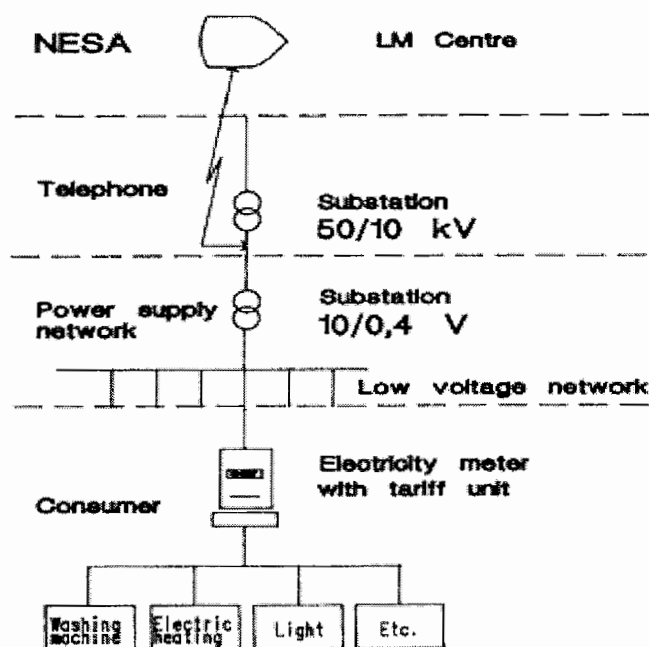 NESA
LM Centre
Telephone
Substation
50/10 kV
Power supply
network
Substation
10/0,4 V
Low voltage network
Consumer
Electricity meter
with tariff unit
Washing
machine
Electric
heating
Light
Etc.